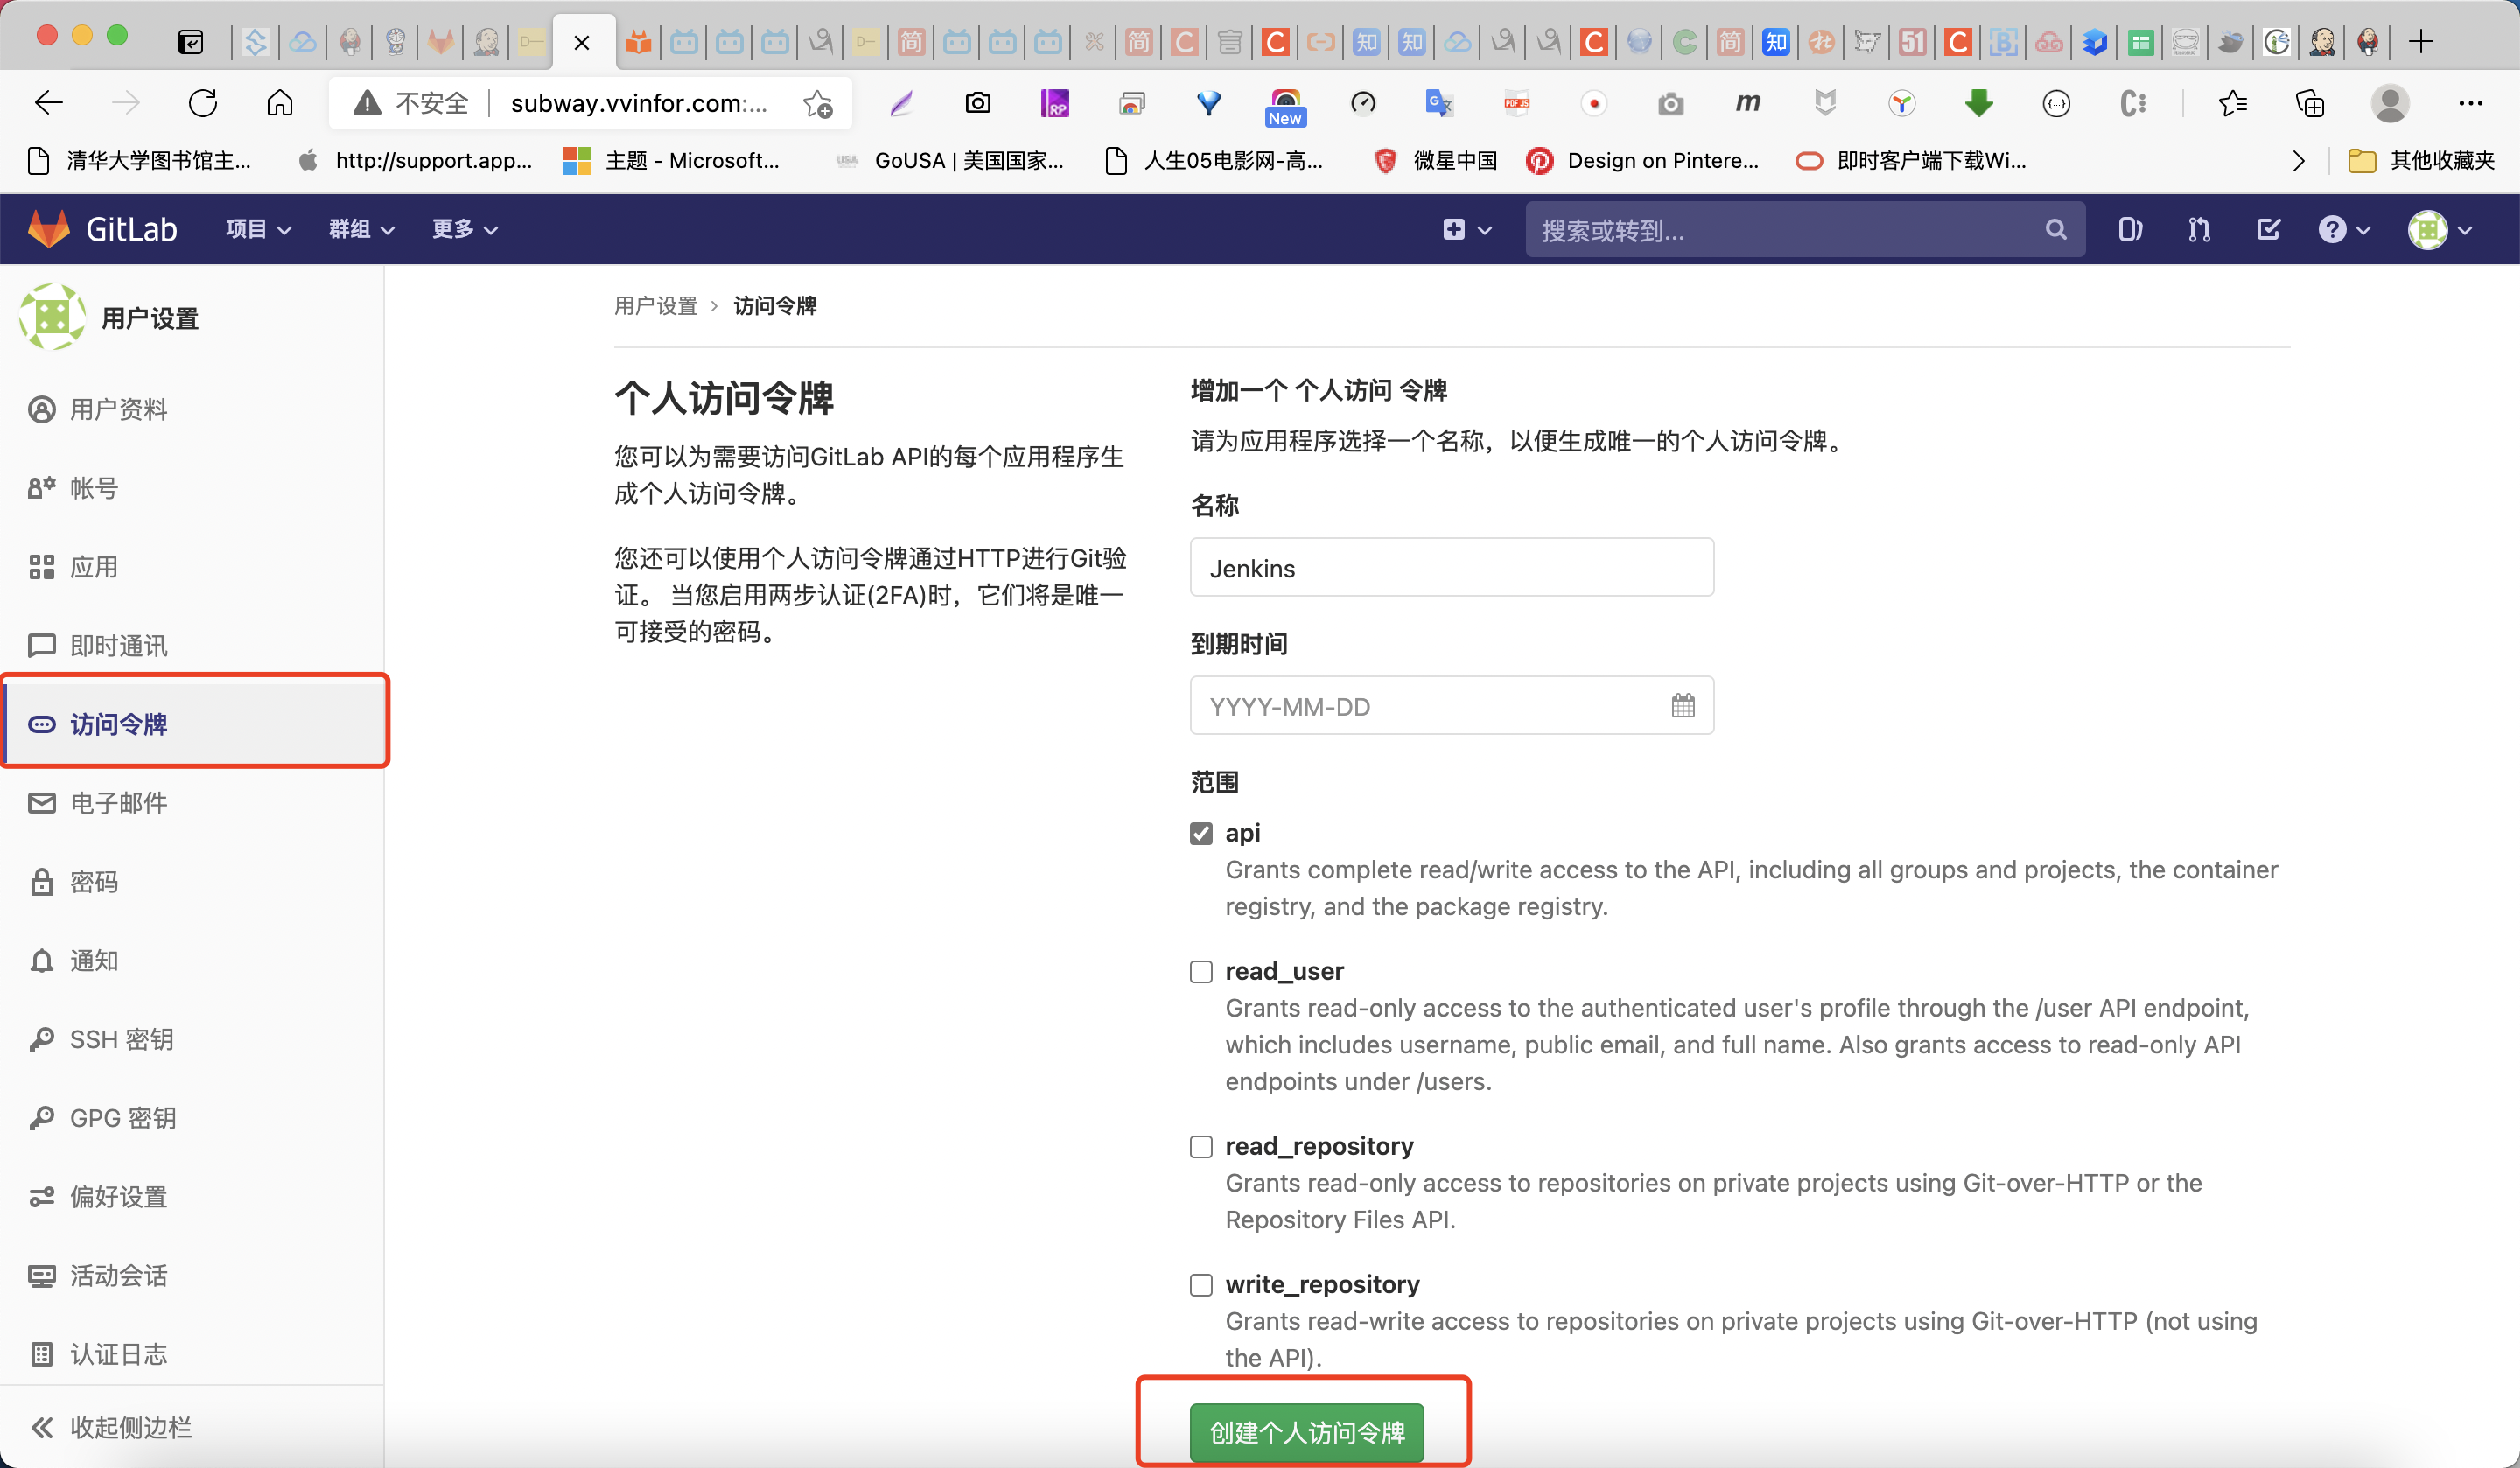 不安全
subway.vvinfor.com:...
New
清华大学图书馆主...
http://support.app...
主题 - Microsoft...
GoUSA | 美国国家...
人生05电影网-高...
微星中国
Design on Pintere...
即时客户端下载Wi...
其他收藏夹
GitLab
项目
群组
更多
搜索或转到...
用户设置
用户资料
帐号
应用
即时通讯
访问令牌
电子邮件
密码
通知
SSH 密钥
GPG 密钥
偏好设置
活动会话
认证日志
收起侧边栏
用户设置 > 访问令牌
个人访问令牌
您可以为需要访问GitLab API的每个应用程序生
成个人访问令牌。
您还可以使用个人访问令牌通过HTTP进行Git验
证。 当您启用两步认证(2FA)时，它们将是唯一
可接受的密码。
增加一个 个人访问 令牌
请为应用程序选择一个名称，以便生成唯一的个人访问令牌。
名称
Jenkins
到期时间
YYYY-MM-DD
范围
api
Grants complete read/write access to the API, including all groups and projects, the container
registry, and the package registry.
read_user
Grants read-only access to the authenticated user's profile through the /user API endpoint,
which includes username, public email, and full name. Also grants access to read-only API
endpoints under /users.
read_repository
Grants read-only access to repositories on private projects using Git-over-HTTP or the
Repository Files API.
write_repository
Grants read-write access to repositories on private projects using Git-over-HTTP (not using
the API).
创建个人访问令牌